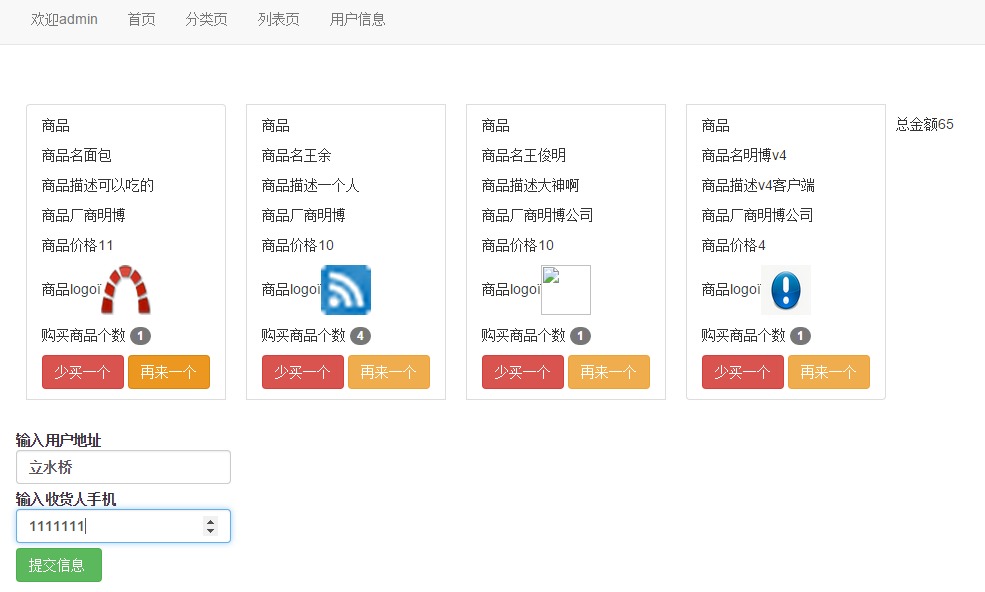 欢迎admin 首页 分类页 列表页 用户信息
商品
商品名面包
商品描述可以吃的
商品厂商明博
商品价格11
商品logoï
购买商品个数 1
少买一个 再来一个
商品
商品名王余
商品描述一个人
商品厂商明博
商品价格10
商品logoï
购买商品个数 4
少买一个 再来一个
商品
商品名王俊明
商品描述大神啊
商品厂商明博公司
商品价格10
商品logoï
购买商品个数 1
少买一个 再来一个
商品
商品名明博v4
商品描述v4客户端
商品厂商明博公司
商品价格4
商品logoï
购买商品个数 1
少买一个 再来一个
总金额65
输入用户地址
立水桥
输入收货人手机
1111111
提交信息